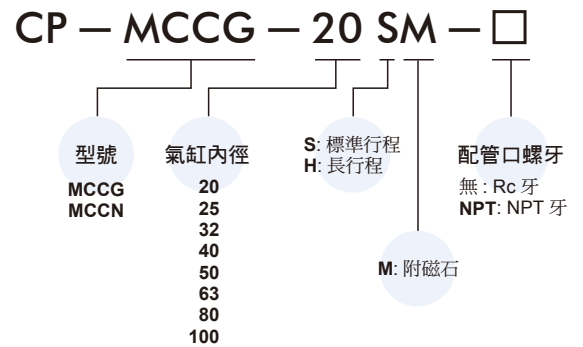 CP — MCCG — 20 SM — □
型號
MCCG
MCCN
氣缸內徑
20
25
32
40
50
63
80
100
S: 標準行程
H: 長行程
M: 附磁石
配管口螺牙
無 : Rc 牙
NPT: NPT 牙